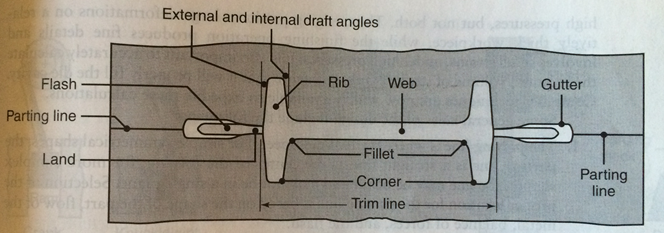 External and internal draft angles
Flash
Rib
Web
Gutter
Parting line
Land
Fillet
Corner
Parting
line
Trim line